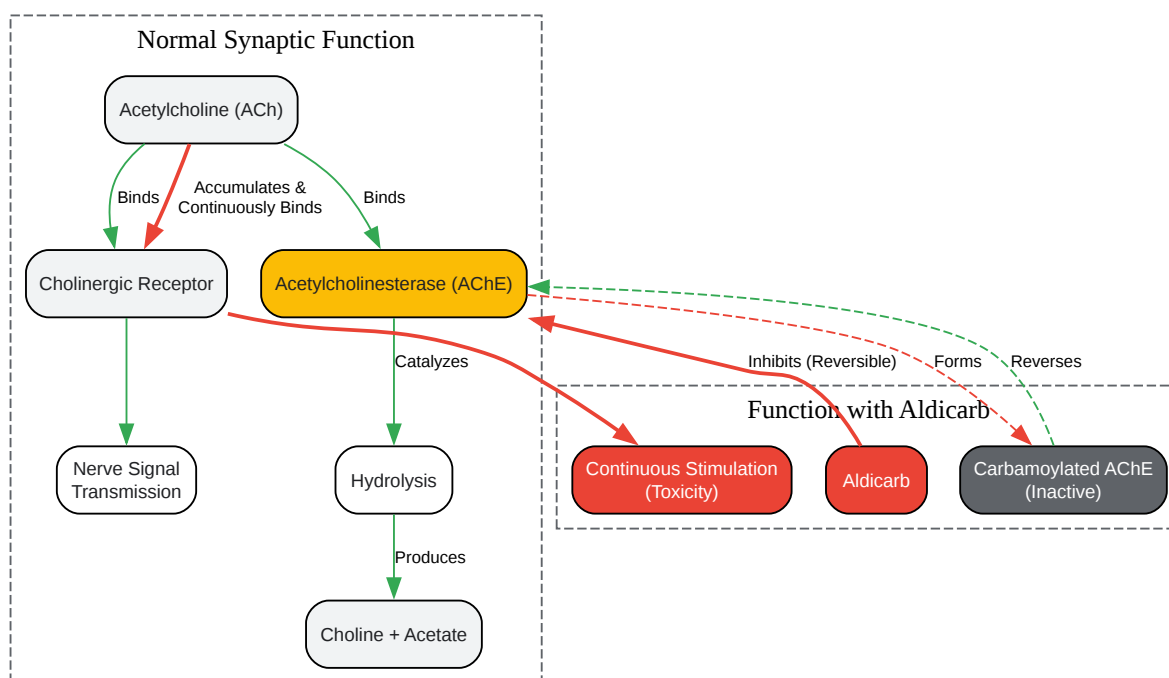 Normal Synaptic Function
Acetylcholine (ACh)
Binds
Accumulates &
Continuously Binds
Binds
Cholinergic Receptor
Acetylcholinesterase (AChE)
Catalyzes
Inhibits (Reversible)
Forms
Reverses
Function with Aldicarb
Nerve Signal
Transmission
Hydrolysis
Continuous Stimulation
(Toxicity)
Aldicarb
Carbamoylated AChE
(Inactive)
Produces
Choline + Acetate